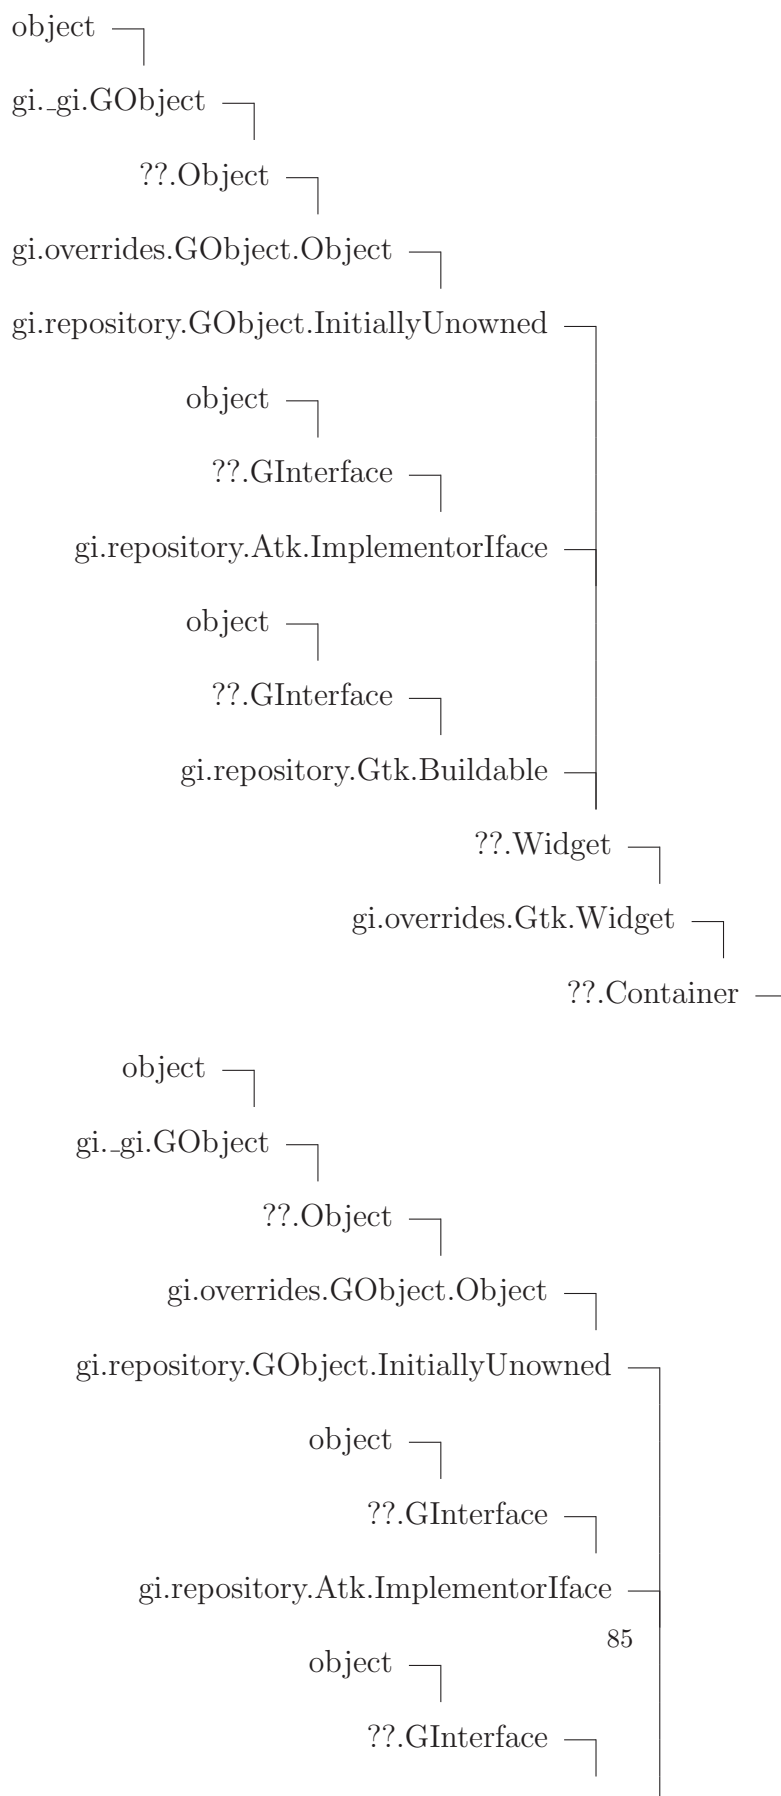 object
gi._gi.GObject
??.Object
gi.overrides.GObject.Object
gi.repository.GObject.InitiallyUnowned
object
??.GInterface
gi.repository.Atk.ImplementorIface
object
??.GInterface
gi.repository.Gtk.Buildable
??.Widget
gi.overrides.Gtk.Widget
??.Container
object
gi._gi.GObject
??.Object
gi.overrides.GObject.Object
gi.repository.GObject.InitiallyUnowned
object
??.GInterface
gi.repository.Atk.ImplementorIface
85
object
??.GInterface